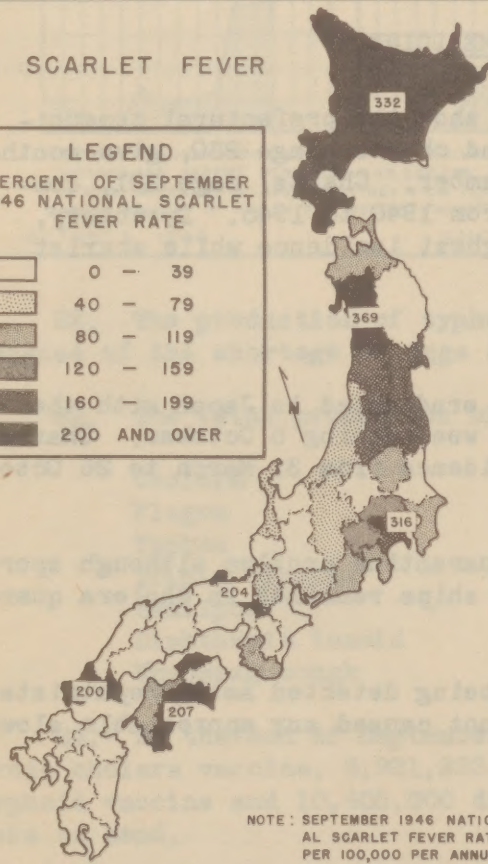 SCARLET FEVER
LEGEND
ERCENT OF SEPTEMBER
46 NATIONAL SCARLET
FEVER RATE
0 – 39
40 – 79
80 – 119
120 – 159
160 – 199
200 AND OVER
332
369
N
316
204
200
207
NOTE: SEPTEMBER 1946 NATIO
AL SCARLET FEVER RAT
PER 100,000 PER ANNU